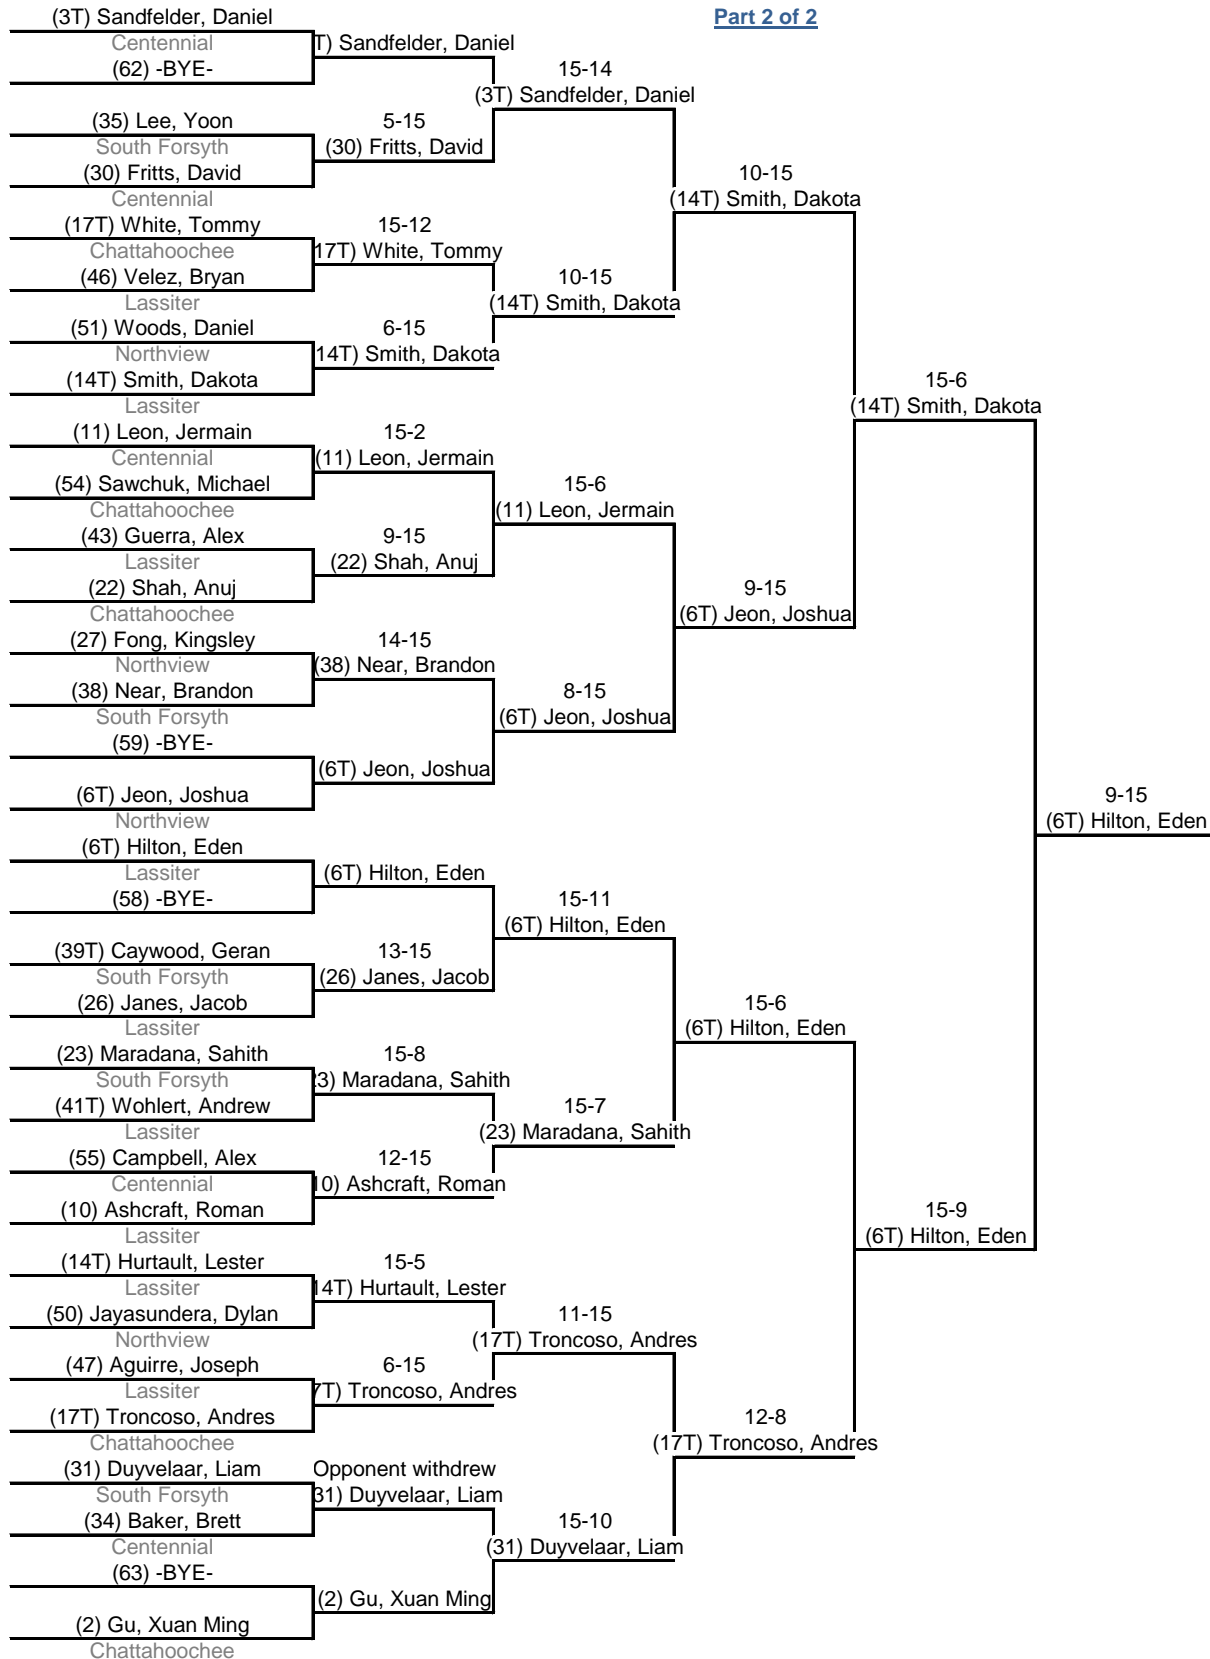 Part 2 of 2
(3T) Sandfelder, Daniel
Centennial
(62) -BYE-
(35) Lee, Yoon
South Forsyth
(30) Fritts, David
Centennial
(17T) White, Tommy
Chattahoochee
(46) Velez, Bryan
Lassiter
(51) Woods, Daniel
Northview
(14T) Smith, Dakota
Lassiter
(11) Leon, Jermain
Centennial
(54) Sawchuk, Michael
Chattahoochee
(43) Guerra, Alex
Lassiter
(22) Shah, Anuj
Chattahoochee
(27) Fong, Kingsley
Northview
(38) Near, Brandon
South Forsyth
(59) -BYE-
(6T) Jeon, Joshua
Northview
(6T) Hilton, Eden
Lassiter
(58) -BYE-
(39T) Caywood, Geran
South Forsyth
(26) Janes, Jacob
Lassiter
(23) Maradana, Sahith
South Forsyth
(41T) Wohlert, Andrew
Lassiter
(55) Campbell, Alex
Centennial
(10) Ashcraft, Roman
Lassiter
(14T) Hurtault, Lester
Lassiter
(50) Jayasundera, Dylan
Northview
(47) Aguirre, Joseph
Lassiter
(17T) Troncoso, Andres
Chattahoochee
(31) Duyvelaar, Liam
South Forsyth
(34) Baker, Brett
Centennial
(63) -BYE-
(2) Gu, Xuan Ming
Chattahoochee
T) Sandfelder, Daniel
5-15
(30) Fritts, David
15-12
17T) White, Tommy
6-15
14T) Smith, Dakota
15-2
(11) Leon, Jermain
9-15
(22) Shah, Anuj
14-15
(38) Near, Brandon
(6T) Jeon, Joshua
(6T) Hilton, Eden
13-15
(26) Janes, Jacob
15-8
23) Maradana, Sahith
12-15
10) Ashcraft, Roman
15-5
14T) Hurtault, Lester
6-15
7T) Troncoso, Andres
Opponent withdrew
31) Duyvelaar, Liam
(2) Gu, Xuan Ming
15-14
(3T) Sandfelder, Daniel
10-15
(14T) Smith, Dakota
15-6
(11) Leon, Jermain
8-15
(6T) Jeon, Joshua
15-11
(6T) Hilton, Eden
15-7
(23) Maradana, Sahith
11-15
(17T) Troncoso, Andres
15-10
(31) Duyvelaar, Liam
10-15
(14T) Smith, Dakota
9-15
(6T) Jeon, Joshua
15-6
(6T) Hilton, Eden
12-8
(17T) Troncoso, Andres
15-6
(14T) Smith, Dakota
15-9
(6T) Hilton, Eden
9-15
(6T) Hilton, Eden